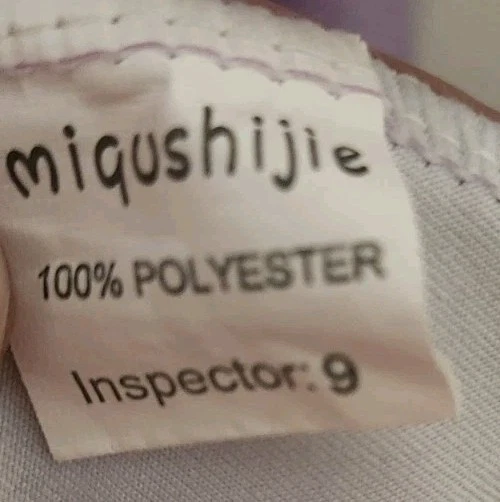 miqushijie
100% POLYESTER
Inspector: 9